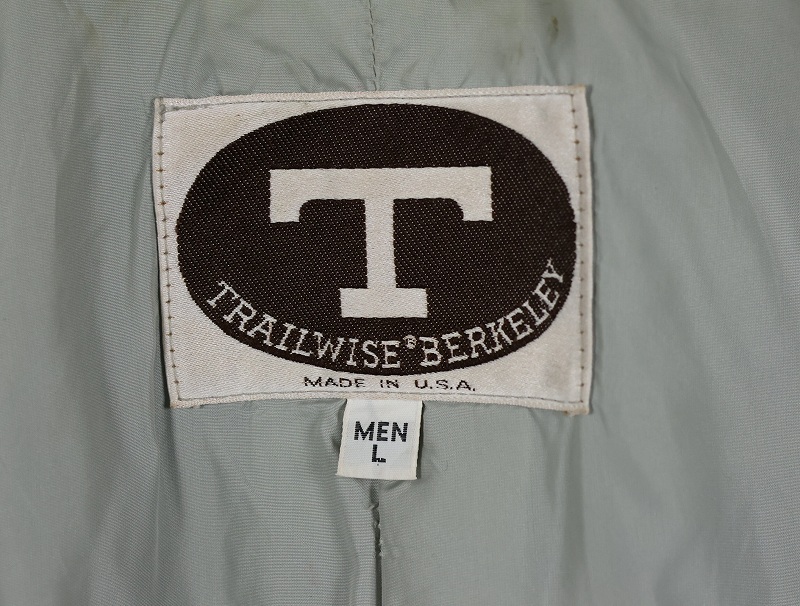 T
TRAILWISE® BERKELEY
MADE IN U.S.A.
MEN
L